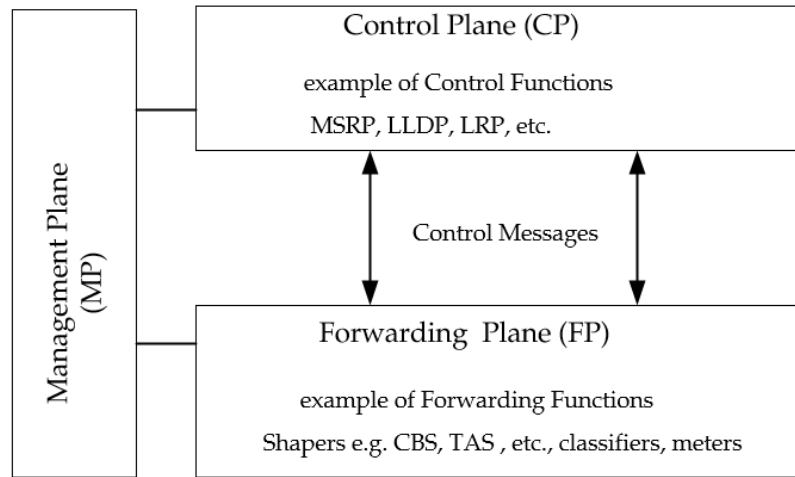 Management Plane
(MP)
Control Plane (CP)
example of Control Functions
MSRP, LLDP, LRP, etc.
Control Messages
Forwarding Plane (FP)
example of Forwarding Functions
Shapers e.g. CBS, TAS , etc., classifiers, meters